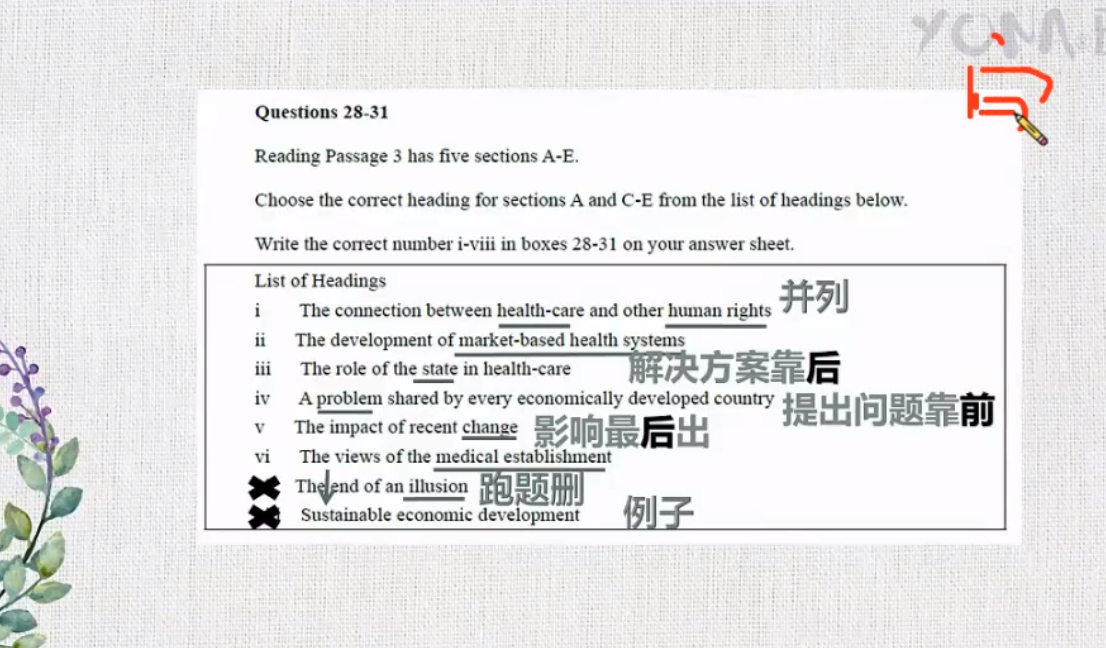 YONA
Questions 28-31
Reading Passage 3 has five sections A-E.
Choose the correct heading for sections A and C-E from the list of headings below.
Write the correct number i-viii in boxes 28-31 on your answer sheet.
List of Headings
i The connection between health-care and other human rights 并列
ii The development of market-based health systems
iii The role of the state in health-care 解决方案靠后
iv A problem shared by every economically developed country 提出问题靠前
v The impact of recent change 影响最后出
vi The views of the medical establishment
The end of an illusion 跑题删
Sustainable economic development 例子